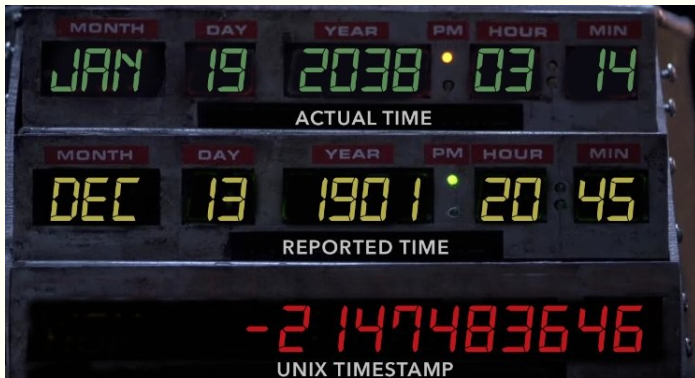 MONTH DAY YEAR PM HOUR MIN
JAN 19 2038 03 14
ACTUAL TIME
MONTH DAY YEAR PM HOUR MIN
DEC 13 1901 20 45
REPORTED TIME
-2147483646
UNIX TIMESTAMP